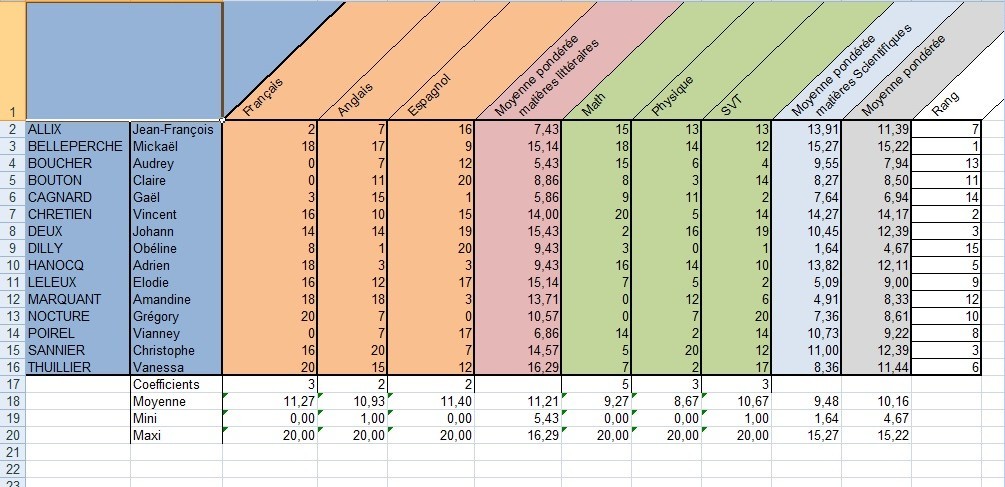 Français Anglais Espagnol Moyenne pondérée matières littéraires Math Physique SVT Moyenne pondérée matières Scientifiques Moyenne pondérée Rang
1
2 ALLIX Jean-François 2 7 16 7,43 15 13 13 13,91 11,39 7
3 BELLEPERCHE Mickaël 18 17 9 15,14 18 14 12 15,27 15,22 1
4 BOUCHER Audrey 0 7 12 5,43 15 6 4 9,55 7,94 13
5 BOUTON Claire 0 11 20 8,86 8 3 14 8,27 8,50 11
6 CAGNARD Gaël 3 15 1 5,86 9 11 2 7,64 6,94 14
7 CHRETIEN Vincent 16 10 15 14,00 20 5 14 14,27 14,17 2
8 DEUX Johann 14 14 19 15,43 2 16 19 10,45 12,39 3
9 DILLY Obéline 8 1 20 9,43 3 0 1 1,64 4,67 15
10 HANOCQ Adrien 18 3 3 9,43 16 14 10 13,82 12,11 5
11 LELEUX Elodie 16 12 17 15,14 7 5 2 5,09 9,00 9
12 MARQUANT Amandine 18 18 3 13,71 0 12 6 4,91 8,33 12
13 NOCTURE Grégory 20 7 0 10,57 0 7 20 7,36 8,61 10
14 POIREL Vianney 0 7 17 6,86 14 2 14 10,73 9,22 8
15 SANNIER Christophe 16 20 7 14,57 5 20 12 11,00 12,39 3
16 THUILLIER Vanessa 20 15 12 16,29 7 2 17 8,36 11,44 6
17 Coefficients 3 2 2 5 3 3
18 Moyenne 11,27 10,93 11,40 11,21 9,27 8,67 10,67 9,48 10,16
19 Mini 0,00 1,00 0,00 5,43 0,00 0,00 1,00 1,64 4,67
20 Maxi 20,00 20,00 20,00 16,29 20,00 20,00 20,00 15,27 15,22
21
22
23